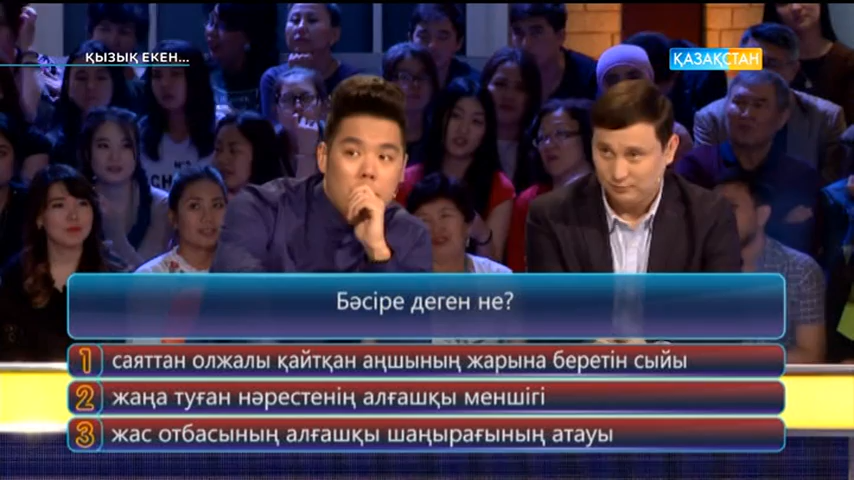 ҚЫЗЫҚ ЕКЕН...
ҚАЗАҚСТАН
Бәсіре деген не?
1 саяттан олжалы қайтқан аңшының жарына беретін сыйы
2 жаңа туған нәрестенің алғашқы меншігі
3 жас отбасының алғашқы шаңырағының атауы